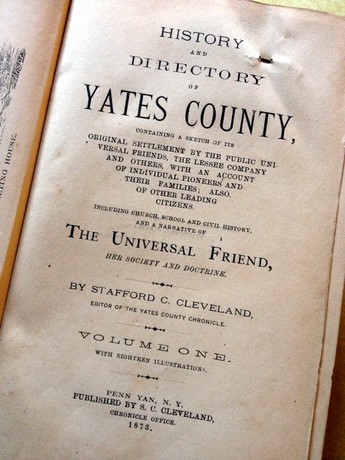 HISTORY
AND
DIRECTORY
OF
YATES COUNTY,
CONTAINING A SKETCH OF ITS
ORIGINAL SETTLEMENT BY THE PUBLIC UNI-
VERSAL FRIENDS, THE LESSEE COMPANY
AND OTHERS, WITH AN ACCOUNT
OF INDIVIDUAL PIONEERS AND
THEIR FAMILIES; ALSO,
OF OTHER LEADING
CITIZENS.
INCLUDING CHURCH, SCHOOL AND CIVIL HISTORY,
AND A NARRATIVE OF
THE UNIVERSAL FRIEND,
HER SOCIETY AND DOCTRINE.
BY STAFFORD C. CLEVELAND,
EDITOR OF THE YATES COUNTY CHRONICLE.
VOLUME ONE.
WITH EIGHTEEN ILLUSTRATIONS.
PENN YAN, N. Y.
PUBLISHED BY S. C. CLEVELAND,
CHRONICLE OFFICE.
1873.
HOUSE.